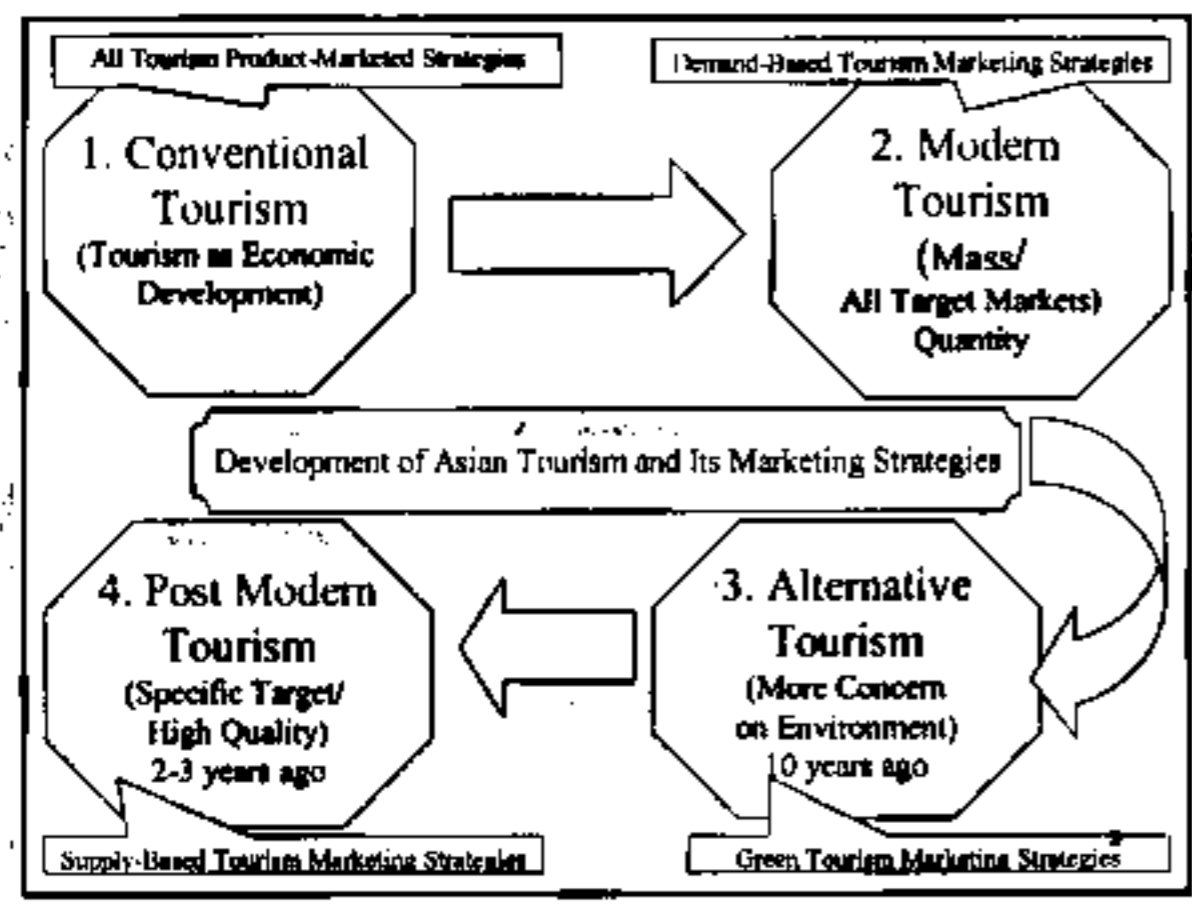 All Tourism Product-Marketed Strategies
Demand-Based Tourism Marketing Strategies
1. Conventional
Tourism
(Tourism as Economic
Development)
2. Modern
Tourism
(Mass/
All Target Markets)
Quantity
Development of Asian Tourism and Its Marketing Strategies
4. Post Modern
Tourism
(Specific Target/
High Quality)
2-3 years ago
3. Alternative
Tourism
(More Concern
on Environment)
10 years ago
Supply-Based Tourism Marketing Strategies
Green Tourism Marketing Strategies